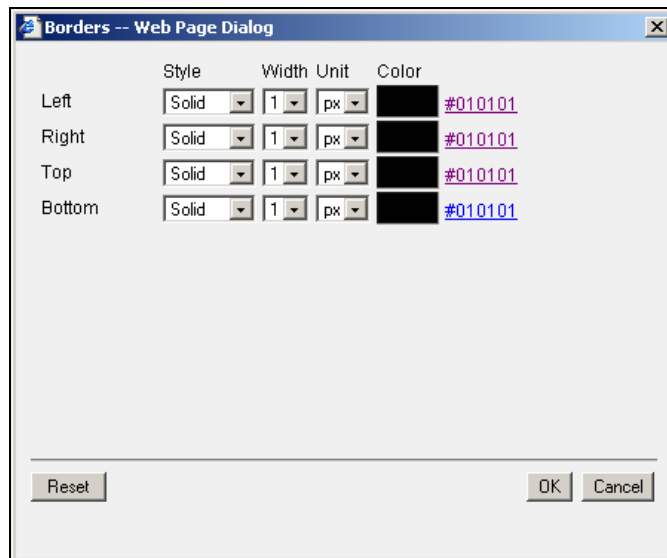 Borders -- Web Page Dialog
Style Width Unit Color
Left Solid 1 px #010101
Right Solid 1 px #010101
Top Solid 1 px #010101
Bottom Solid 1 px #010101
Reset OK Cancel